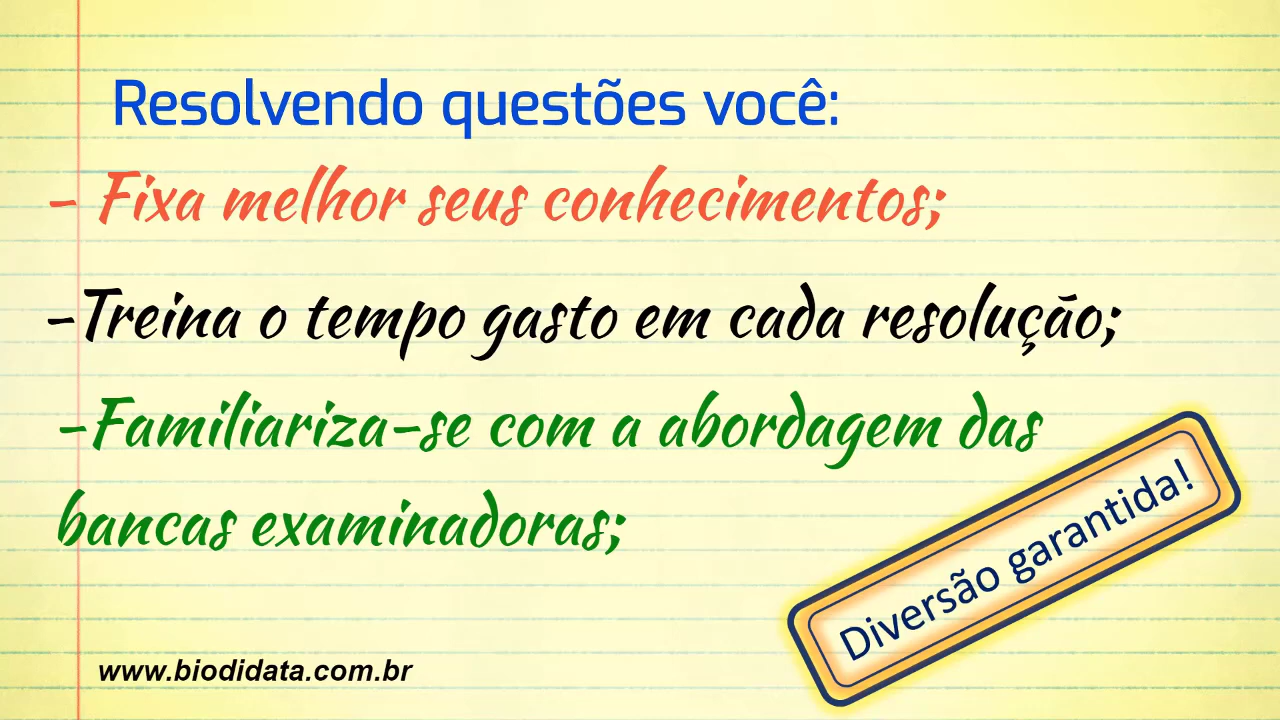 Resolvendo questões você:
- Fixa melhor seus conhecimentos;
-Treina o tempo gasto em cada resolução;
-Familiariza-se com a abordagem das
bancas examinadoras;
Diversão garantida!
www.biodidata.com.br